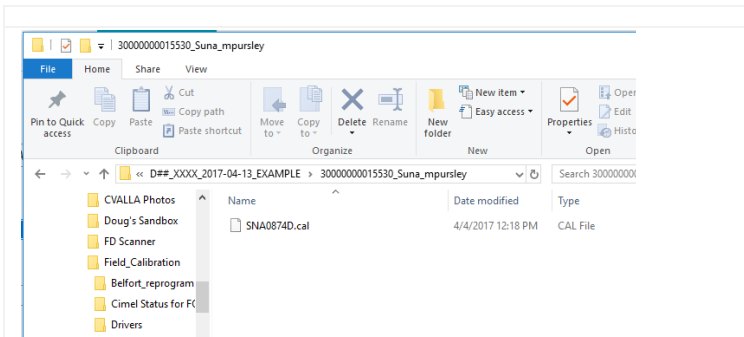 30000000015530_Suna_mpursley
File Home Share View
Pin to Quick access
Copy
Paste
Cut
Copy path
Paste shortcut
Move to
Copy to
Delete
Rename
New folder
New item
Easy access
Properties
Edit
Clipboard Organize New Open
« D##_XXXX_2017-04-13_EXAMPLE > 30000000015530_Suna_mpursley
Search 300000000
Name Date modified Type
SNA0874D.cal 4/4/2017 12:18 PM CAL File
CVALLA Photos
Doug's Sandbox
FD Scanner
Field_Calibration
Belfort_reprogram
Cimel Status for FC
Drivers